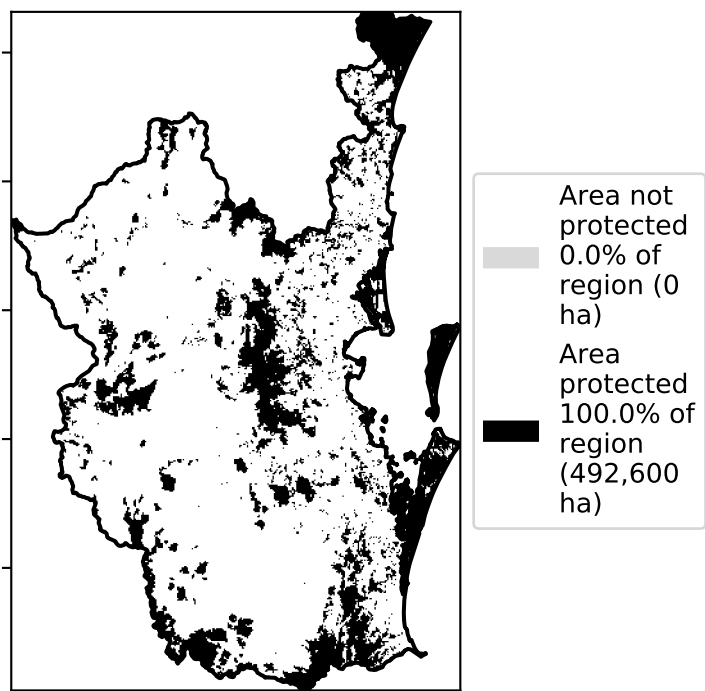 Area not
protected
0.0% of
region (0
ha)
Area
protected
100.0% of
region
(492,600
ha)